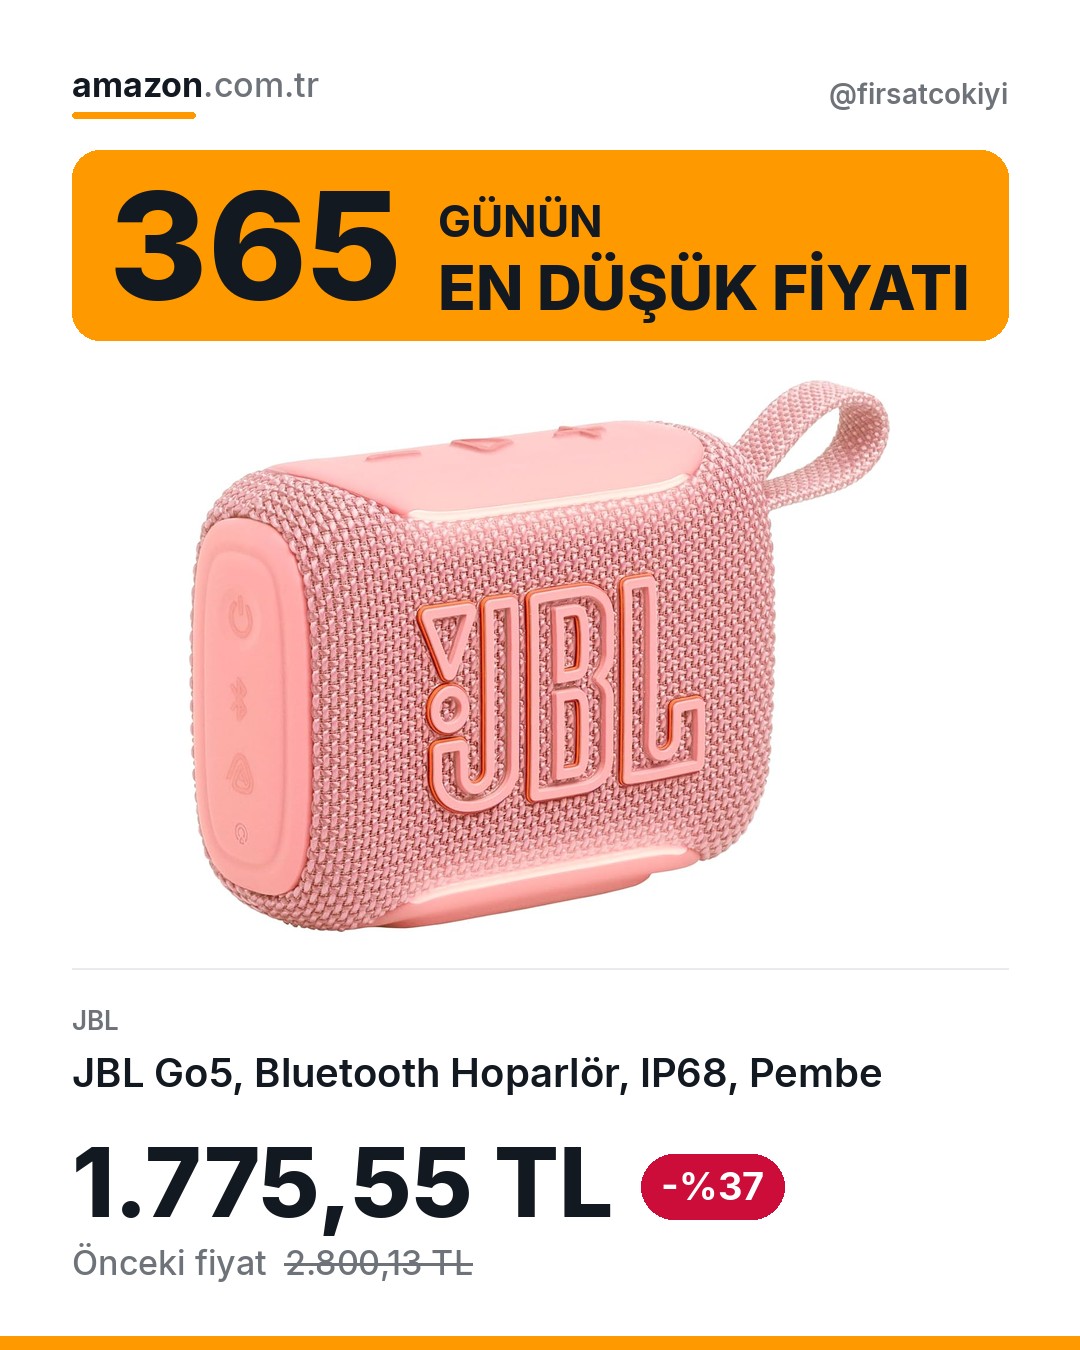 amazon.com.tr
@firsatcokiyi
365
GÜNÜN
EN DÜŞÜK FİYATI
JBL
JBL
JBL Go5, Bluetooth Hoparlör, IP68, Pembe
1.775,55 TL
-%37
Önceki fiyat 2.800,13 TL